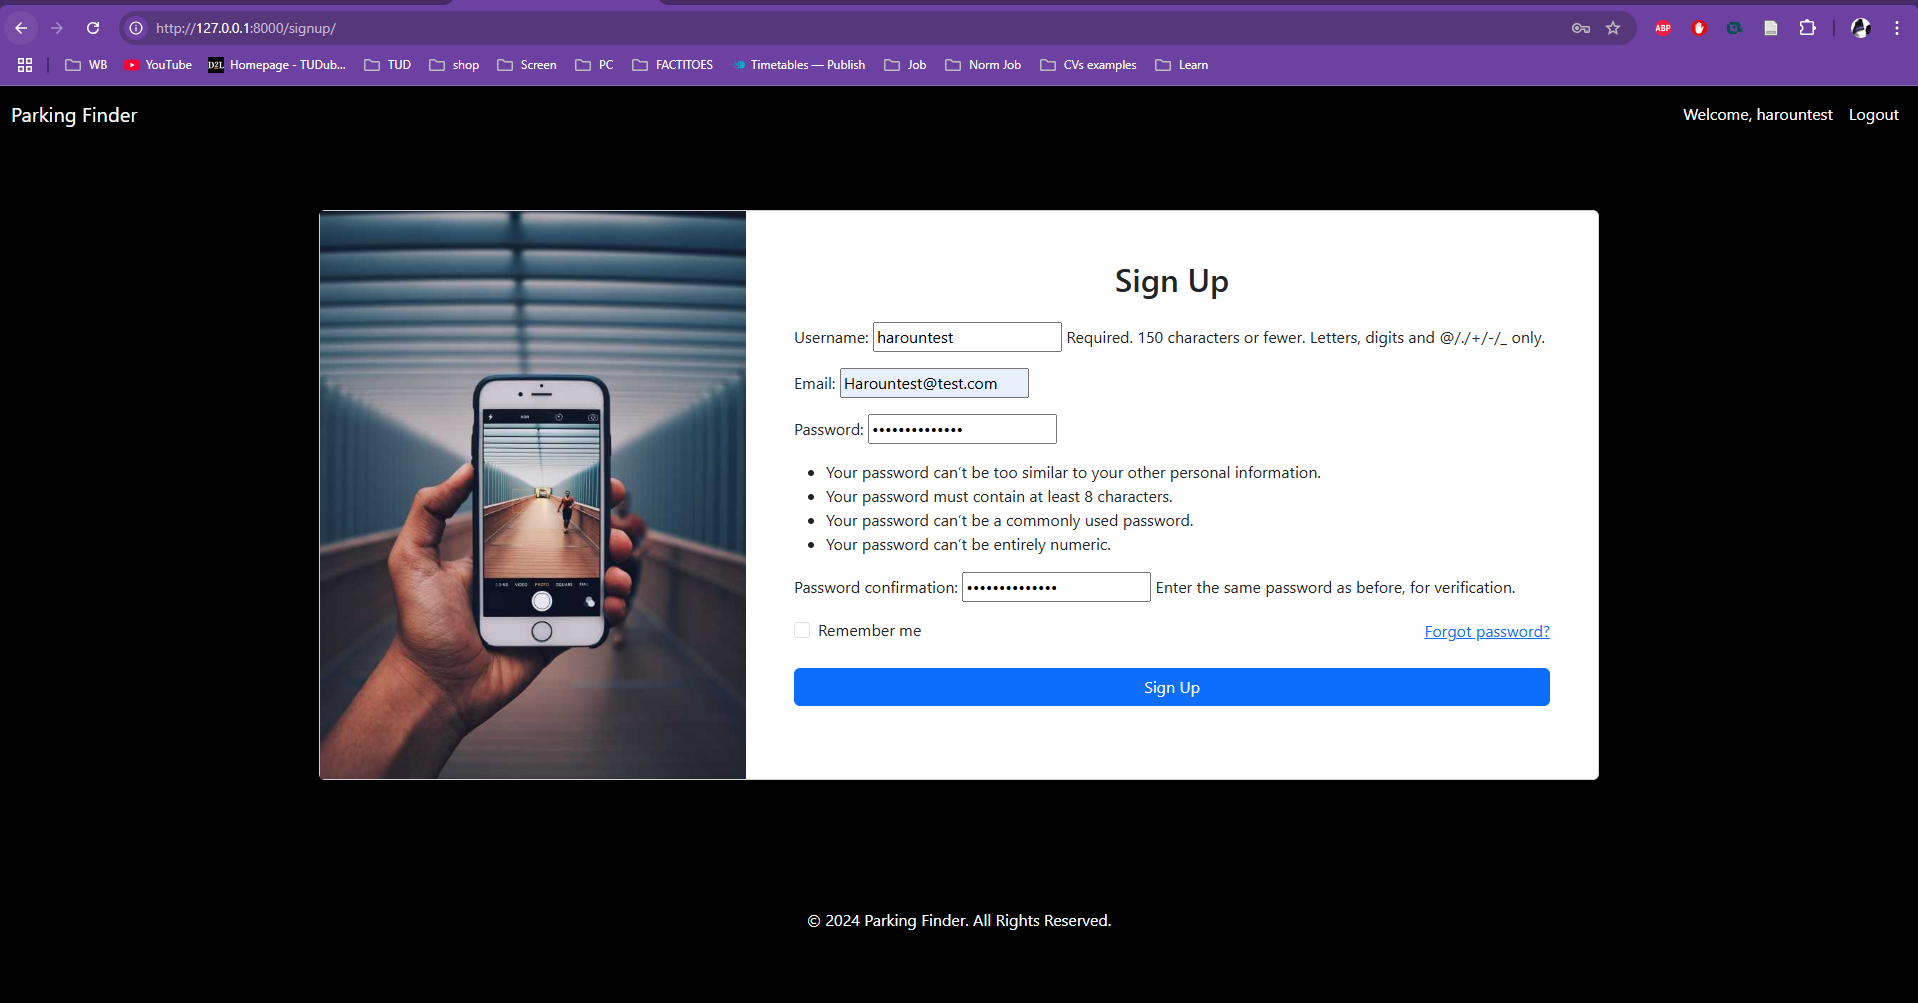 http://127.0.0.1:8000/signup/
ABP
WB
YouTube
D2L Homepage - TUDub...
TUD
shop
Screen
PC
FACTITOES
Timetables — Publish
Job
Norm Job
CVs examples
Learn
Parking Finder
Welcome, harountest Logout
Sign Up
Username: harountest Required. 150 characters or fewer. Letters, digits and @/./+/-/_ only.
Email: Harountest@test.com
Password: ••••••••••••••
• Your password can’t be too similar to your other personal information.
• Your password must contain at least 8 characters.
• Your password can’t be a commonly used password.
• Your password can’t be entirely numeric.
Password confirmation: •••••••••••••• Enter the same password as before, for verification.
Remember me Forgot password?
Sign Up
VIDEO PHOTO SQUARE
© 2024 Parking Finder. All Rights Reserved.